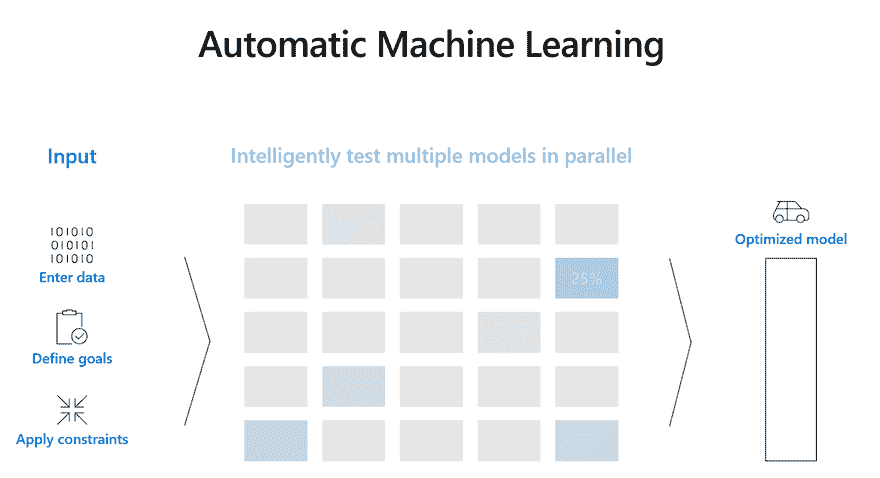 Automatic Machine Learning
Input
Intelligently test multiple models in parallel
101010
010101
101010
Enter data
Define goals
Apply constraints
25%
Optimized model